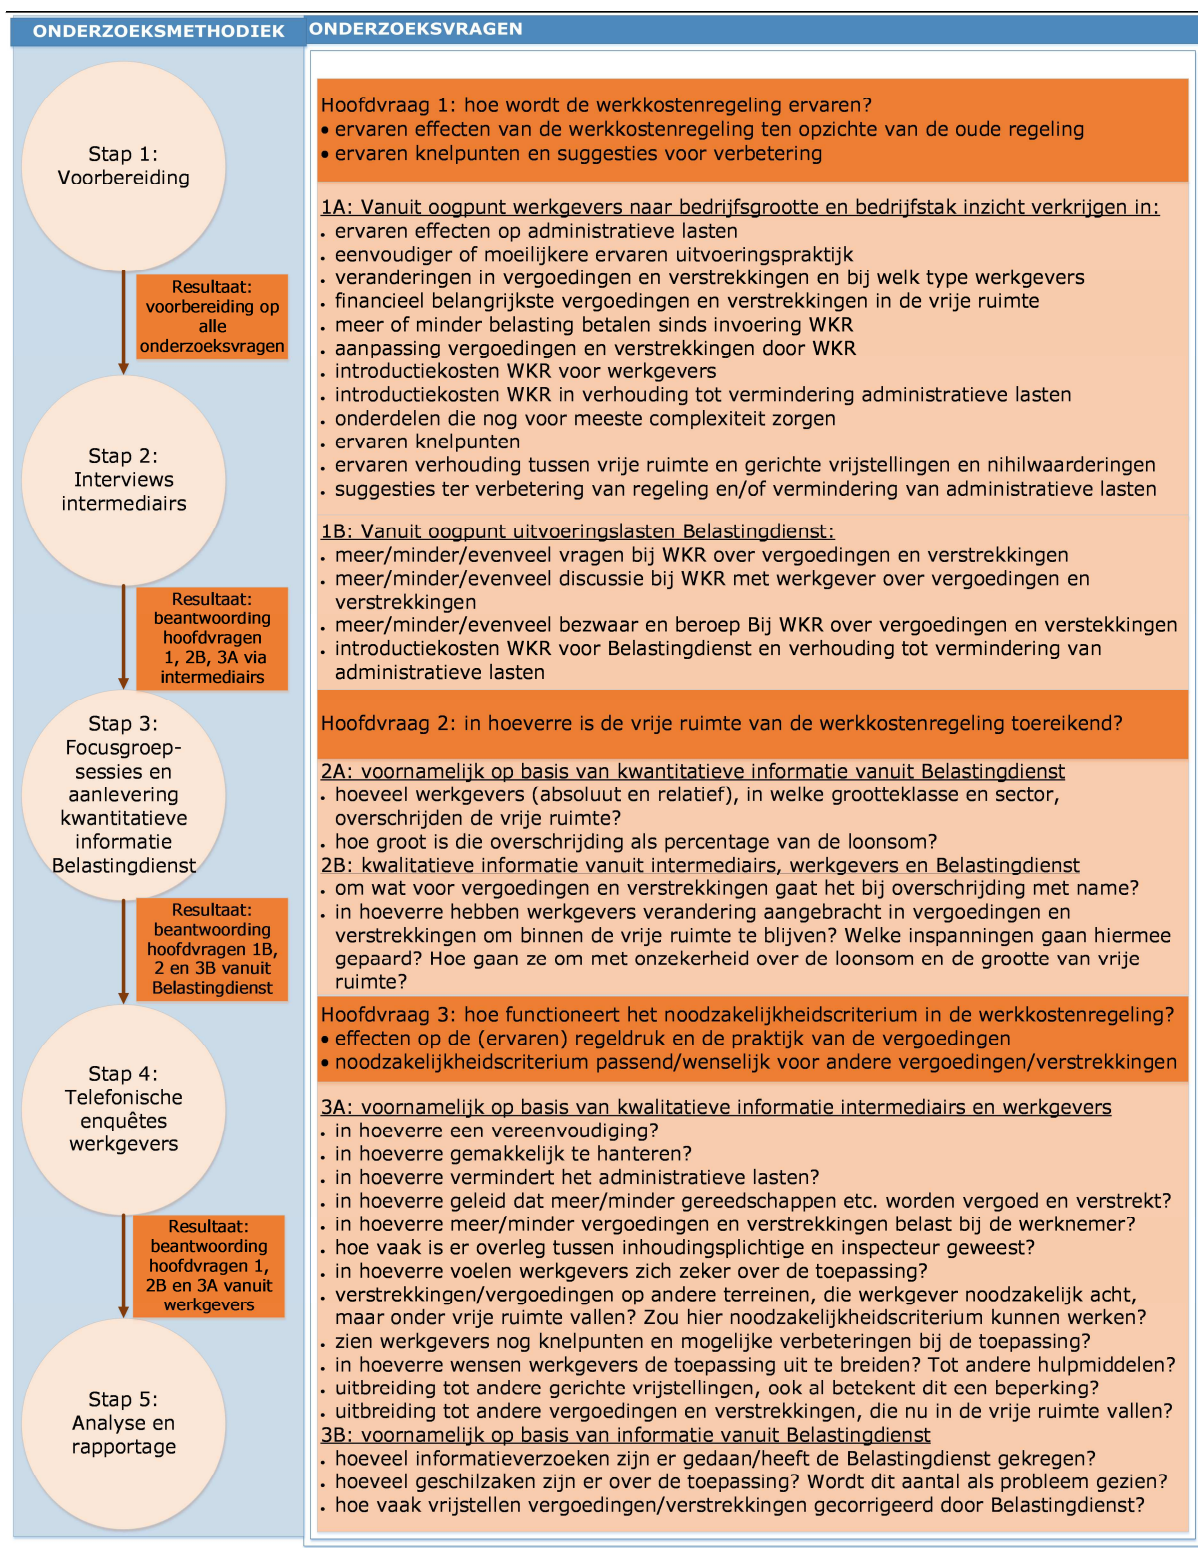 ONDERZOEKSMETHODIEK
ONDERZOEKSVRAGEN
Stap 1:
Voorbereiding
Resultaat:
voorbereiding op
alle
onderzoeksvragen
Stap 2:
Interviews
intermediairs
Resultaat:
beantwoording
hoofdvragen
1, 2B, 3A via
intermediairs
Stap 3:
Focusgroep-
sessies en
aanlevering
kwantitatieve
informatie
Belastingdienst
Resultaat:
beantwoording
hoofdvragen 1B,
2 en 3B vanuit
Belastingdienst
Stap 4:
Telefonische
enquêtes
werkgevers
Resultaat:
beantwoording
hoofdvragen 1,
2B en 3A vanuit
werkgevers
Stap 5:
Analyse en
rapportage
Hoofdvraag 1: hoe wordt de werkkostenregeling ervaren?
• ervaren effecten van de werkkostenregeling ten opzichte van de oude regeling
• ervaren knelpunten en suggesties voor verbetering
1A: Vanuit oogpunt werkgevers naar bedrijfsgrootte en bedrijfstak inzicht verkrijgen in:
• ervaren effecten op administratieve lasten
• eenvoudiger of moeilijkere ervaren uitvoeringspraktijk
• veranderingen in vergoedingen en verstrekkingen en bij welk type werkgevers
• financieel belangrijkste vergoedingen en verstrekkingen in de vrije ruimte
• meer of minder belasting betalen sinds invoering WKR
• aanpassing vergoedingen en verstrekkingen door WKR
• introductiekosten WKR voor werkgevers
• introductiekosten WKR in verhouding tot vermindering administratieve lasten
• onderdelen die nog voor meeste complexiteit zorgen
• ervaren knelpunten
• ervaren verhouding tussen vrije ruimte en gerichte vrijstellingen en nihilwaarderingen
• suggesties ter verbetering van regeling en/of vermindering van administratieve lasten
1B: Vanuit oogpunt uitvoeringslasten Belastingdienst:
• meer/minder/evenveel vragen bij WKR over vergoedingen en verstrekkingen
• meer/minder/evenveel discussie bij WKR met werkgever over vergoedingen en
verstrekkingen
• meer/minder/evenveel bezwaar en beroep Bij WKR over vergoedingen en verstekkingen
• introductiekosten WKR voor Belastingdienst en verhouding tot vermindering van
administratieve lasten
Hoofdvraag 2: in hoeverre is de vrije ruimte van de werkkostenregeling toereikend?
2A: voornamelijk op basis van kwantitatieve informatie vanuit Belastingdienst
• hoeveel werkgevers (absoluut en relatief), in welke grootteklasse en sector,
overschrijden de vrije ruimte?
• hoe groot is die overschrijding als percentage van de loonsom?
2B: kwalitatieve informatie vanuit intermediairs, werkgevers en Belastingdienst
• om wat voor vergoedingen en verstrekkingen gaat het bij overschrijding met name?
• in hoeverre hebben werkgevers verandering aangebracht in vergoedingen en
verstrekkingen om binnen de vrije ruimte te blijven? Welke inspanningen gaan hiermee
gepaard? Hoe gaan ze om met onzekerheid over de loonsom en de grootte van vrije
ruimte?
Hoofdvraag 3: hoe functioneert het noodzakelijkheidscriterium in de werkkostenregeling?
• effecten op de (ervaren) regeldruk en de praktijk van de vergoedingen
• noodzakelijkheidscriterium passend/wenselijk voor andere vergoedingen/verstrekkingen
3A: voornamelijk op basis van kwalitatieve informatie intermediairs en werkgevers
• in hoeverre een vereenvoudiging?
• in hoeverre gemakkelijk te hanteren?
• in hoeverre vermindert het administratieve lasten?
• in hoeverre geleid dat meer/minder gereedschappen etc. worden vergoed en verstrekt?
• in hoeverre meer/minder vergoedingen en verstrekkingen belast bij de werknemer?
• hoe vaak is er overleg tussen inhoudingsplichtige en inspecteur geweest?
• in hoeverre voelen werkgevers zich zeker over de toepassing?
• verstrekkingen/vergoedingen op andere terreinen, die werkgever noodzakelijk acht,
maar onder vrije ruimte vallen? Zou hier noodzakelijkheidscriterium kunnen werken?
• zien werkgevers nog knelpunten en mogelijke verbeteringen bij de toepassing?
• in hoeverre wensen werkgevers de toepassing uit te breiden? Tot andere hulpmiddelen?
• uitbreiding tot andere gerichte vrijstellingen, ook al betekent dit een beperking?
• uitbreiding tot andere vergoedingen en verstrekkingen, die nu in de vrije ruimte vallen?
3B: voornamelijk op basis van informatie vanuit Belastingdienst
• hoeveel informatieverzoeken zijn er gedaan/heeft de Belastingdienst gekregen?
• hoeveel geschilzaken zijn er over de toepassing? Wordt dit aantal als probleem gezien?
• hoe vaak vrijstellen vergoedingen/verstrekkingen gecorrigeerd door Belastingdienst?